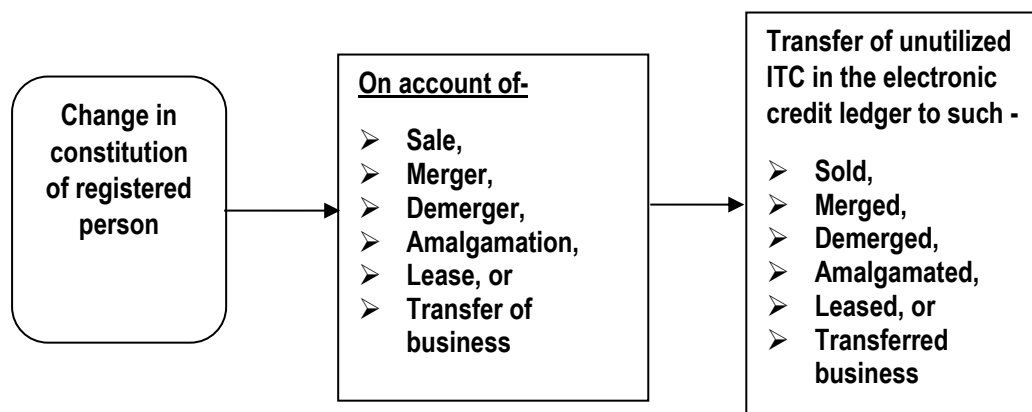 Change in
constitution
of registered
person
On account of-
➢ Sale,
➢ Merger,
➢ Demerger,
➢ Amalgamation,
➢ Lease, or
➢ Transfer of
business
Transfer of unutilized
ITC in the electronic
credit ledger to such -
➢ Sold,
➢ Merged,
➢ Demerged,
➢ Amalgamated,
➢ Leased, or
➢ Transferred
business